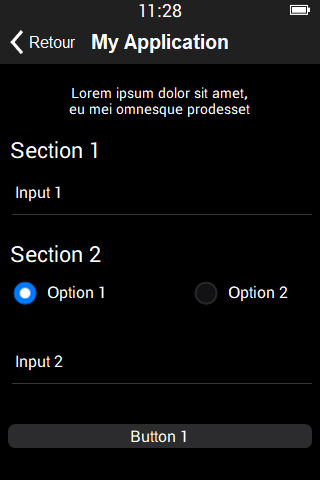 11:28
Retour My Application
Lorem ipsum dolor sit amet,
eu mei omnesque prodesset
Section 1
Input 1
Section 2
Option 1 Option 2
Input 2
Button 1